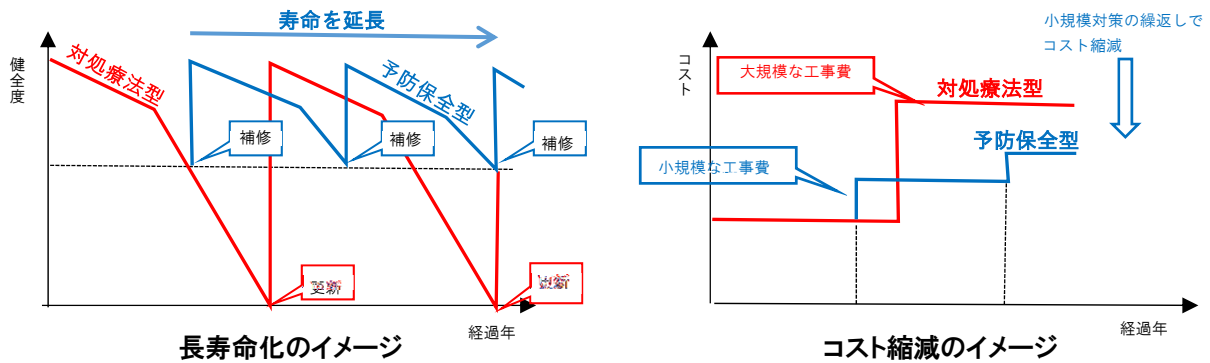 寿命を延長
健全度
対処療法型
予防保全型
補修
補修
補修
更新
更新
経過年
長寿命化のイメージ
小規模対策の繰返しで
コスト縮減
コスト
大規模な工事費
対処療法型
予防保全型
小規模な工事費
経過年
コスト縮減のイメージ